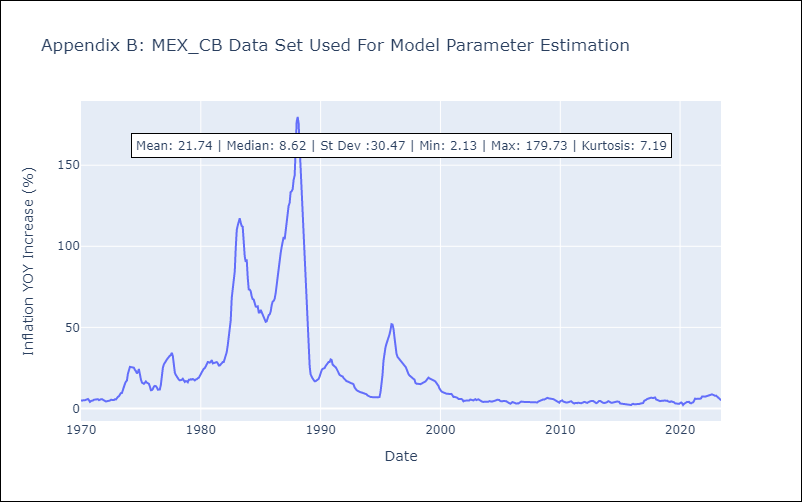 Appendix B: MEX_CB Data Set Used For Model Parameter Estimation
Mean: 21.74 | Median: 8.62 | St Dev :30.47 | Min: 2.13 | Max: 179.73 | Kurtosis: 7.19
Inflation YOY Increase (%)
150
100
50
0
1970
1980
1990
2000
2010
2020
Date